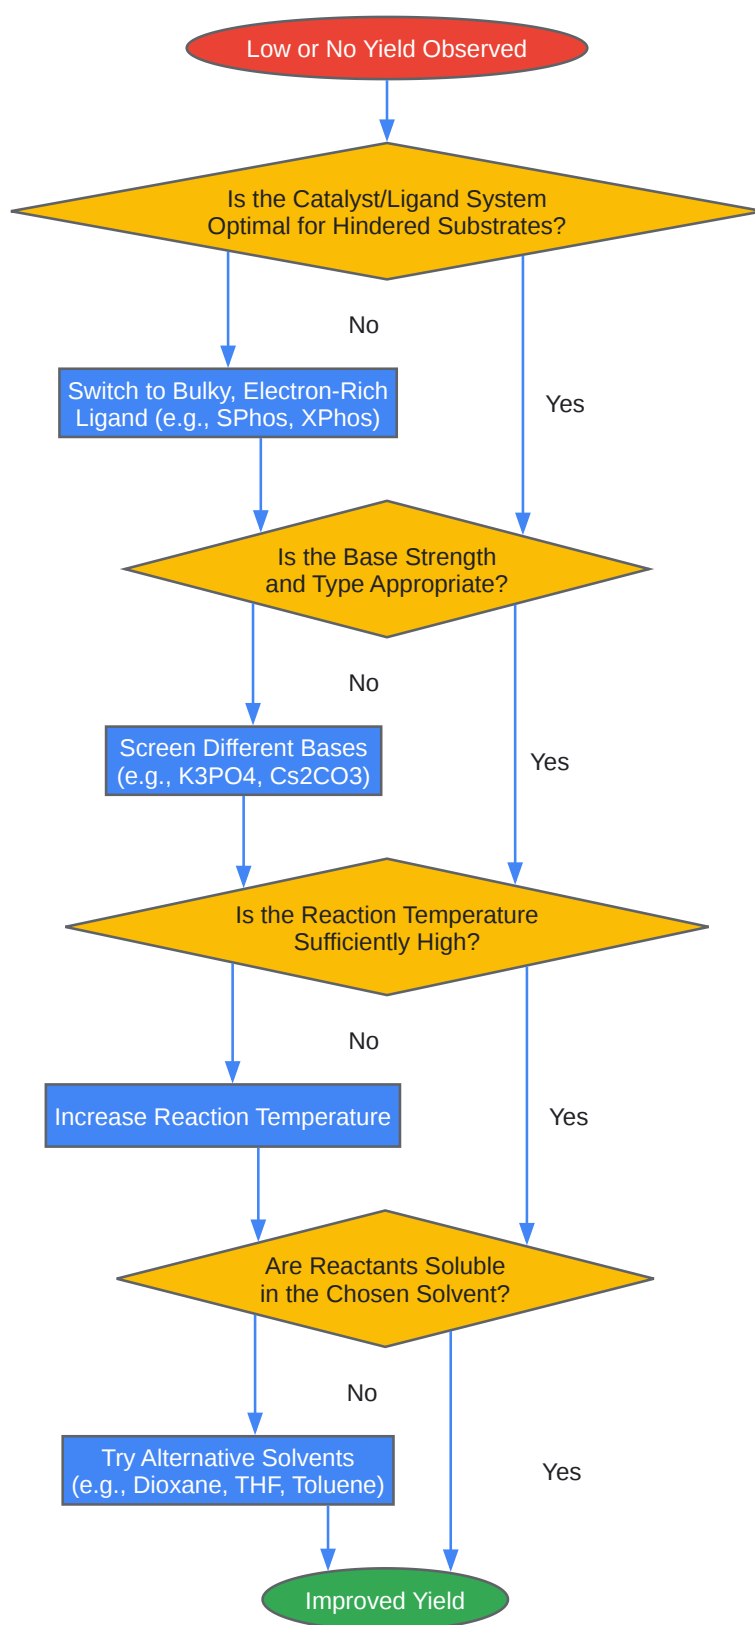 Low or No Yield Observed
Is the Catalyst/Ligand System
Optimal for Hindered Substrates?
No
Switch to Bulky, Electron-Rich
Ligand (e.g., SPhos, XPhos)
Yes
Is the Base Strength
and Type Appropriate?
No
Screen Different Bases
(e.g., K3PO4, Cs2CO3)
Yes
Is the Reaction Temperature
Sufficiently High?
No
Increase Reaction Temperature
Yes
Are Reactants Soluble
in the Chosen Solvent?
No
Try Alternative Solvents
(e.g., Dioxane, THF, Toluene)
Yes
Improved Yield